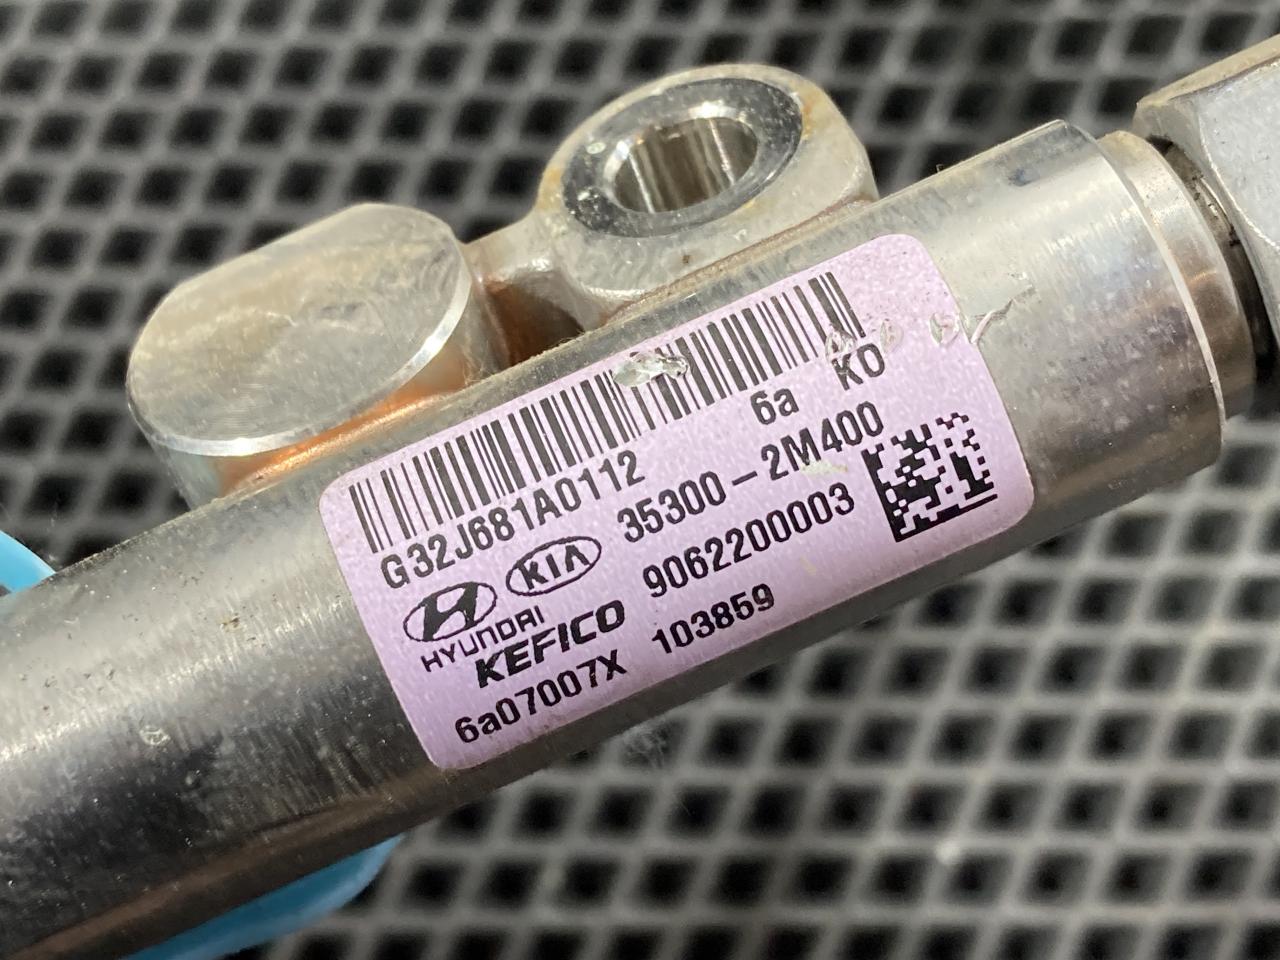 6a KO
G32J681A0112
35300-2M400
HYUNDAI
KIA
9062200003
KEFICO
103859
6a07007X